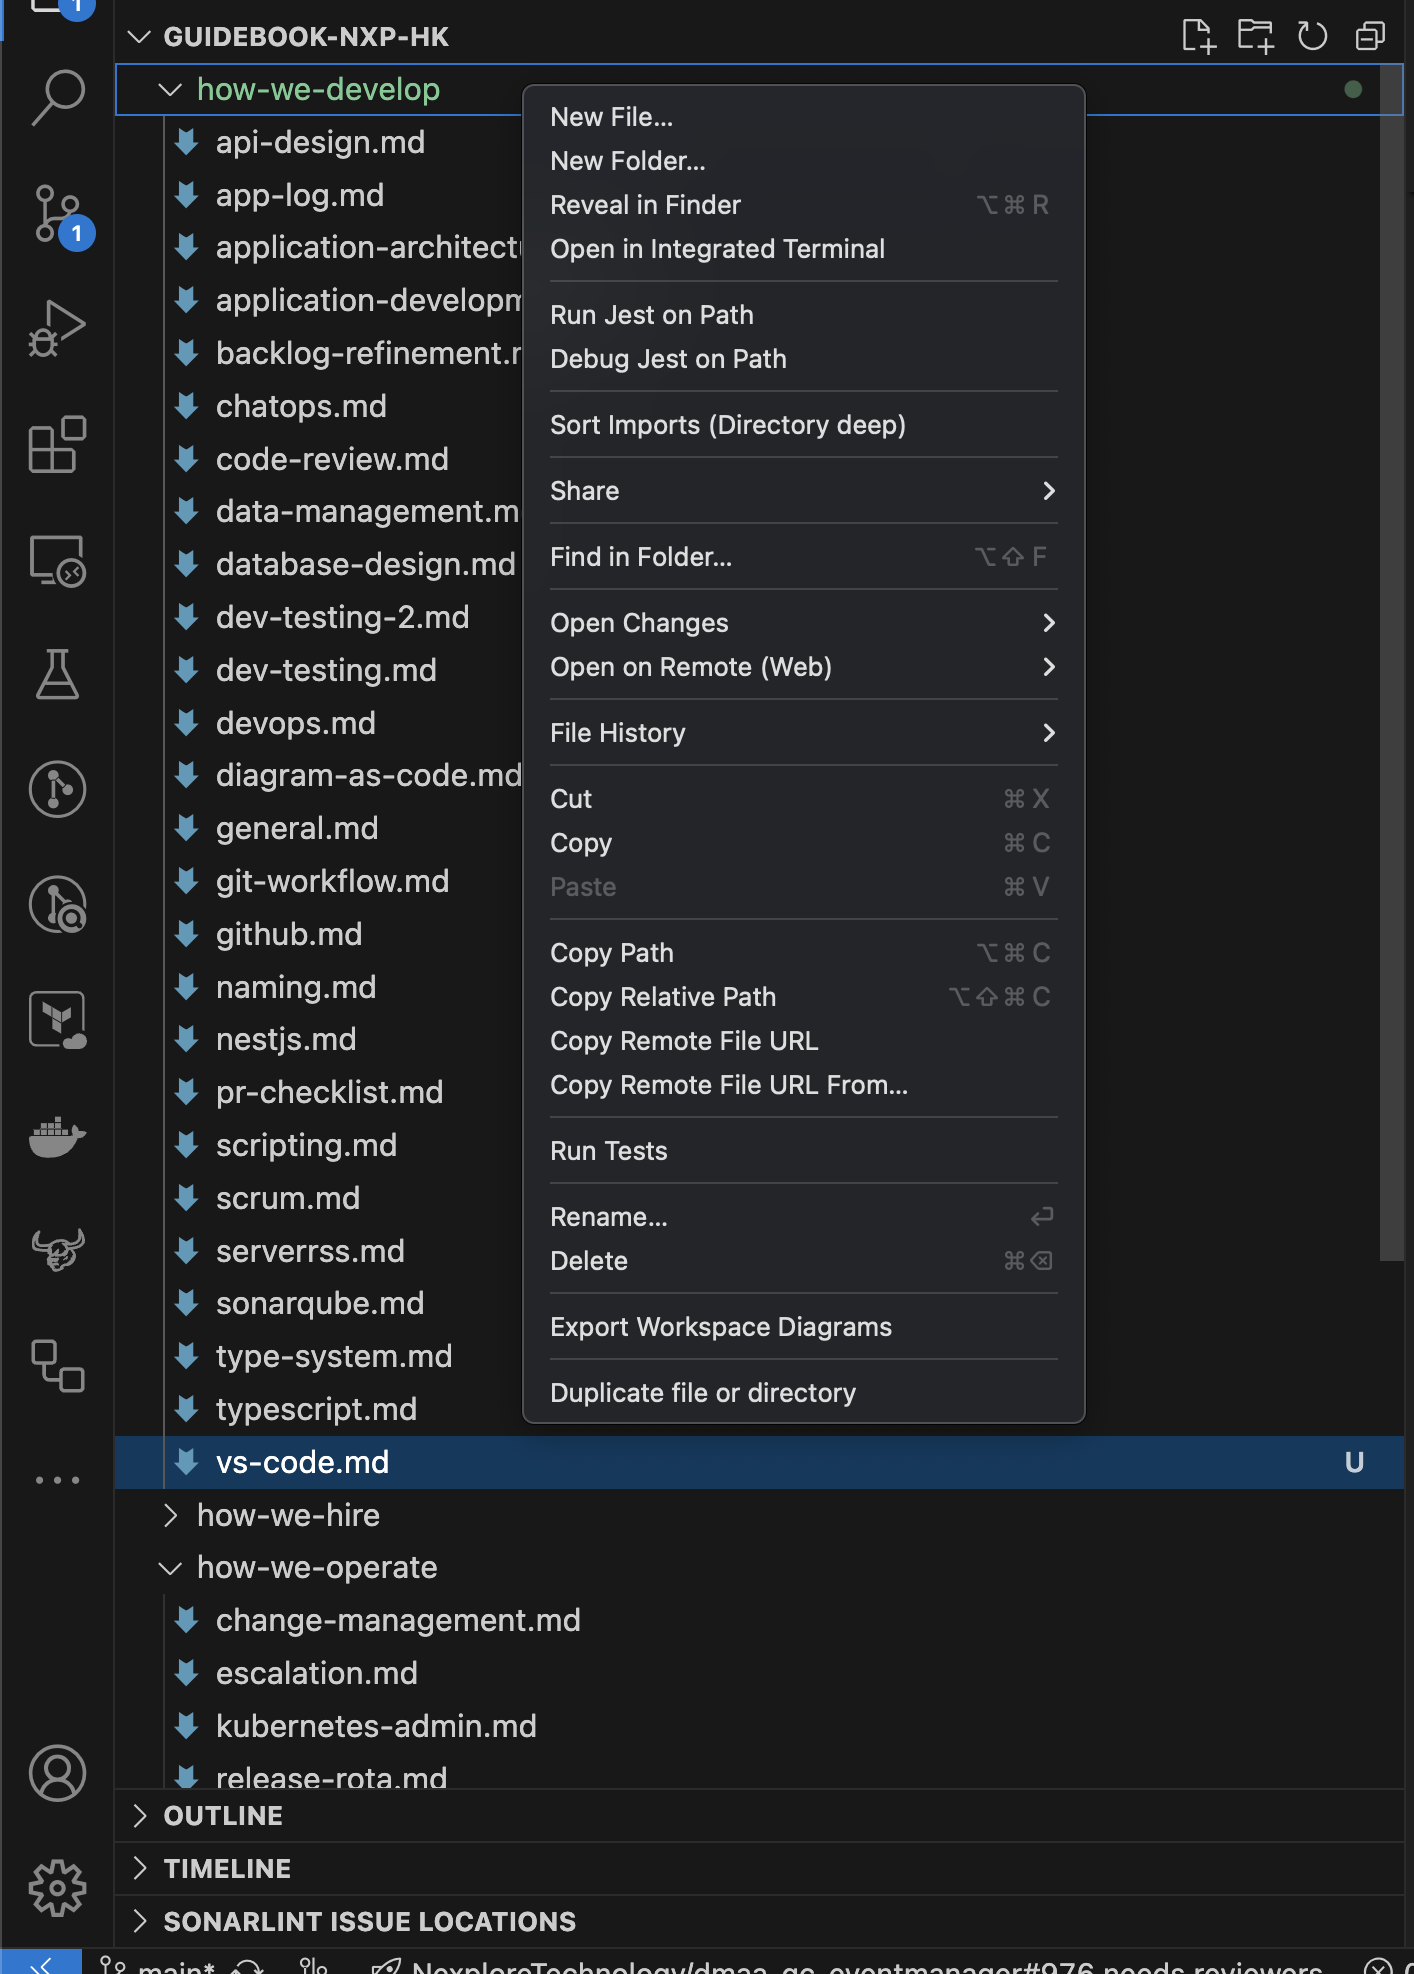 1
GUIDEBOOK-NXP-HK
how-we-develop
api-design.md
app-log.md
application-architect
application-developm
backlog-refinement.
chatops.md
code-review.md
data-management.m
database-design.md
dev-testing-2.md
dev-testing.md
devops.md
diagram-as-code.md
general.md
git-workflow.md
github.md
naming.md
nestjs.md
pr-checklist.md
scripting.md
scrum.md
serverrss.md
sonarqube.md
type-system.md
typescript.md
vs-code.md U
how-we-hire
how-we-operate
change-management.md
escalation.md
kubernetes-admin.md
release-rota.md
OUTLINE
TIMELINE
SONARLINT ISSUE LOCATIONS
1
New File...
New Folder...
Reveal in Finder ⌥⌘R
Open in Integrated Terminal
Run Jest on Path
Debug Jest on Path
Sort Imports (Directory deep)
Share
Find in Folder... ⌥⇧F
Open Changes
Open on Remote (Web)
File History
Cut ⌘X
Copy ⌘C
Paste ⌘V
Copy Path ⌥⌘C
Copy Relative Path ⌥⇧⌘C
Copy Remote File URL
Copy Remote File URL From...
Run Tests
Rename... ⏎
Delete ⌘⌫
Export Workspace Diagrams
Duplicate file or directory
main* NexploreTechnology/dmaa-gc-eventmanager#976 needs reviewers